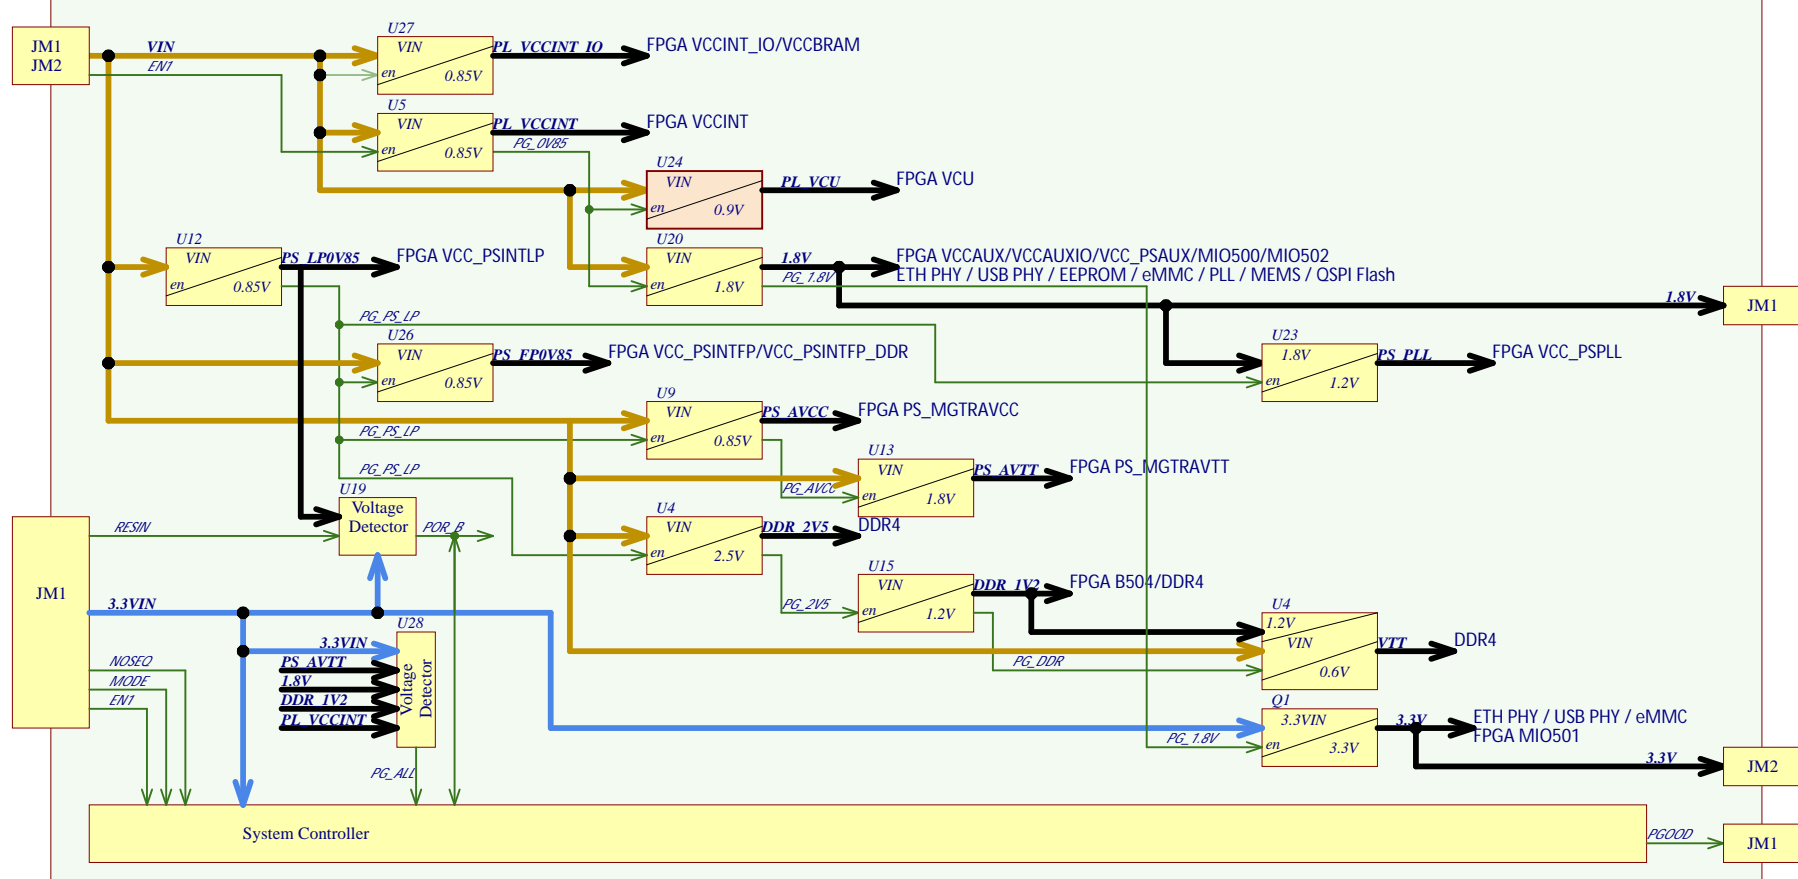 U27
JM1
JM2
VIN
EN1
VIN
en
0.85V
PL_VCCINT_IO
FPGA VCCINT_IO/VCCBRAM
U5
VIN
en
0.85V
PL_VCCINT
FPGA VCCINT
PG_0V85
U24
VIN
en
0.9V
PL_VCU
FPGA VCU
U12
VIN
en
0.85V
PS_LP0V85
FPGA VCC_PSINTLP
U20
VIN
en
1.8V
1.8V
PG_1.8V
FPGA VCCAUX/VCCAUXIO/VCC_PSAUX/MIO500/MIO502
ETH PHY / USB PHY / EEPROM / eMMC / PLL / MEMS / QSPI Flash
1.8V
JM1
PG_PS_LP
U26
VIN
en
0.85V
PS_FP0V85
FPGA VCC_PSINTFP/VCC_PSINTFP_DDR
U23
1.8V
en
1.2V
PS_PLL
FPGA VCC_PSPLL
U9
VIN
en
0.85V
PS_AVCC
FPGA PS_MGTRAVCC
PG_PS_LP
U13
VIN
en
1.8V
PS_AVTT
FPGA PS_MGTRAVTT
PG_AVCC
PG_PS_LP
U19
Voltage
Detector
RESIN
POR_B
U4
VIN
en
2.5V
DDR_2V5
DDR4
U15
VIN
en
1.2V
DDR_1V2
FPGA B504/DDR4
PG_2V5
JM1
3.3VIN
U4
1.2V
VIN
0.6V
VTT
DDR4
PG_DDR
U28
3.3VIN
PS_AVTT
1.8V
DDR_1V2
PL_VCCINT
Voltage
Detector
NOSEQ
MODE
EN1
Q1
3.3VIN
en
3.3V
3.3V
ETH PHY / USB PHY / eMMC
FPGA MIO501
PG_1.8V
3.3V
JM2
PG_ALL
System Controller
PGOOD
JM1